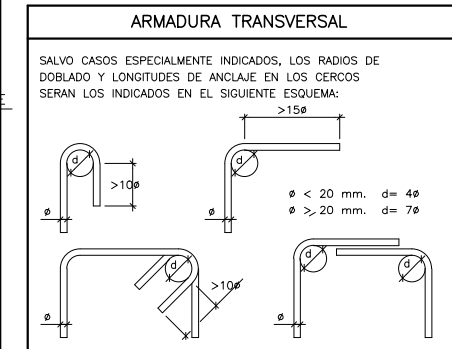 ARMADURA TRANSVERSAL
SALVO CASOS ESPECIALMENTE INDICADOS, LOS RADIOS DE
DOBLADO Y LONGITUDES DE ANCLAJE EN LOS CERCOS
SERAN LOS INDICADOS EN EL SIGUIENTE ESQUEMA:
>15ø
d
d
>10ø
ø < 20 mm. d= 4ø
ø ≥ 20 mm. d= 7ø
ø
ø
d
d
d
>10ø
ø
ø